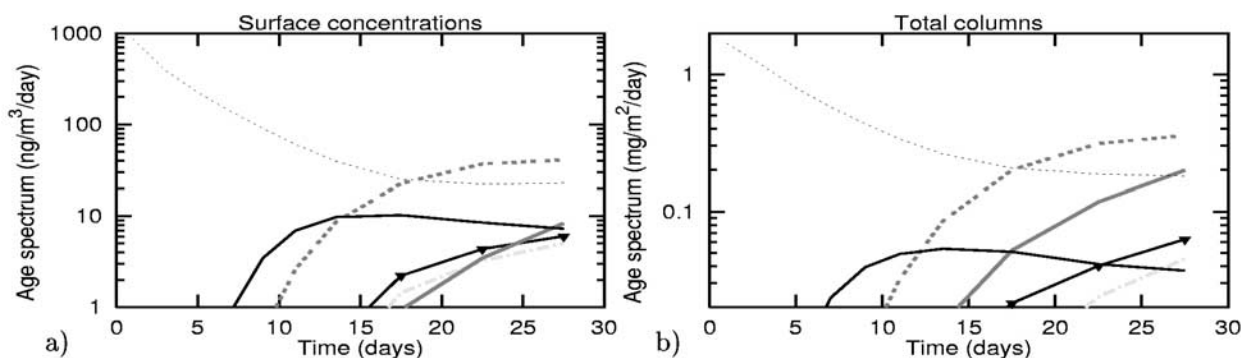 Surface concentrations
Age spectrum (ng/m³/day)
1000
100
10
1
0
5
10
15
20
25
30
Time (days)
a)
Total columns
Age spectrum (mg/m²/day)
1
0.1
0
5
10
15
20
25
30
Time (days)
b)